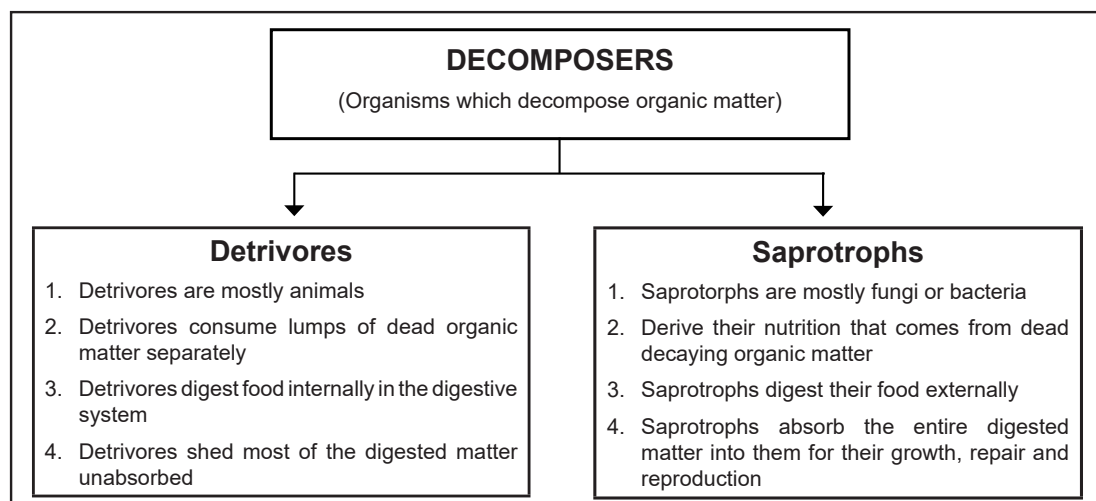 DECOMPOSERS
(Organisms which decompose organic matter)
Detrivores
1. Detrivores are mostly animals
2. Detrivores consume lumps of dead organic
matter separately
3. Detrivores digest food internally in the digestive
system
4. Detrivores shed most of the digested matter
unabsorbed
Saprotrophs
1. Saprotorphs are mostly fungi or bacteria
2. Derive their nutrition that comes from dead
decaying organic matter
3. Saprotrophs digest their food externally
4. Saprotrophs absorb the entire digested
matter into them for their growth, repair and
reproduction